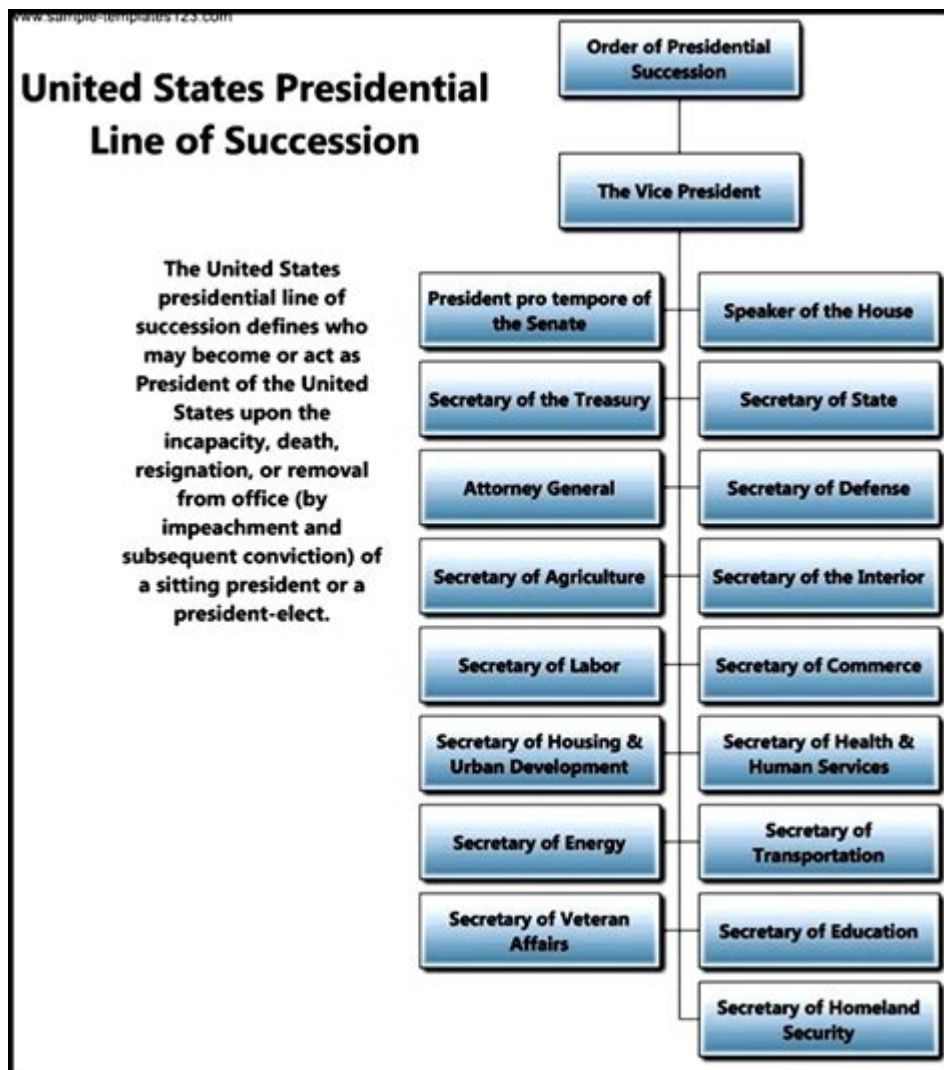 www.sample-templates123.com
United States Presidential
Line of Succession
The United States
presidential line of
succession defines who
may become or act as
President of the United
States upon the
incapacity, death,
resignation, or removal
from office (by
impeachment and
subsequent conviction) of
a sitting president or a
president-elect.
Order of Presidential
Succession
The Vice President
President pro tempore of
the Senate
Speaker of the House
Secretary of the Treasury
Secretary of State
Attorney General
Secretary of Defense
Secretary of Agriculture
Secretary of the Interior
Secretary of Labor
Secretary of Commerce
Secretary of Housing &
Urban Development
Secretary of Health &
Human Services
Secretary of Energy
Secretary of
Transportation
Secretary of Veteran
Affairs
Secretary of Education
Secretary of Homeland
Security